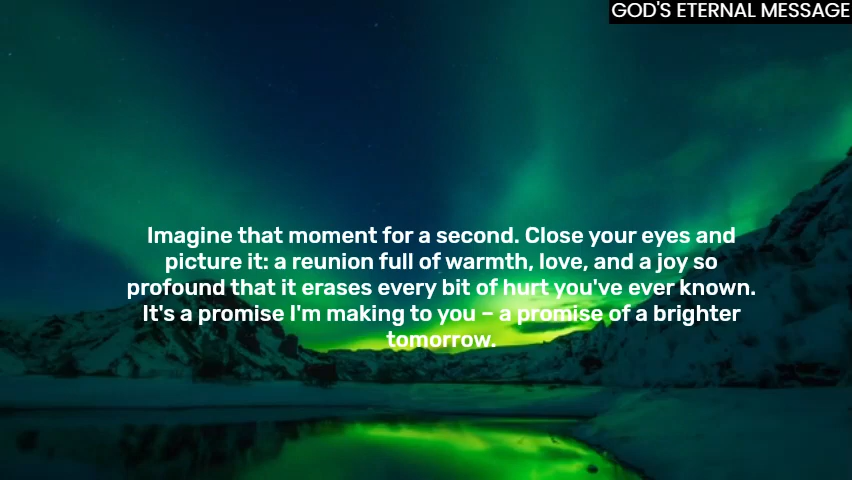 GOD'S ETERNAL MESSAGE
Imagine that moment for a second. Close your eyes and
picture it: a reunion full of warmth, love, and a joy so
profound that it erases every bit of hurt you've ever known.
It's a promise I'm making to you – a promise of a brighter
tomorrow.